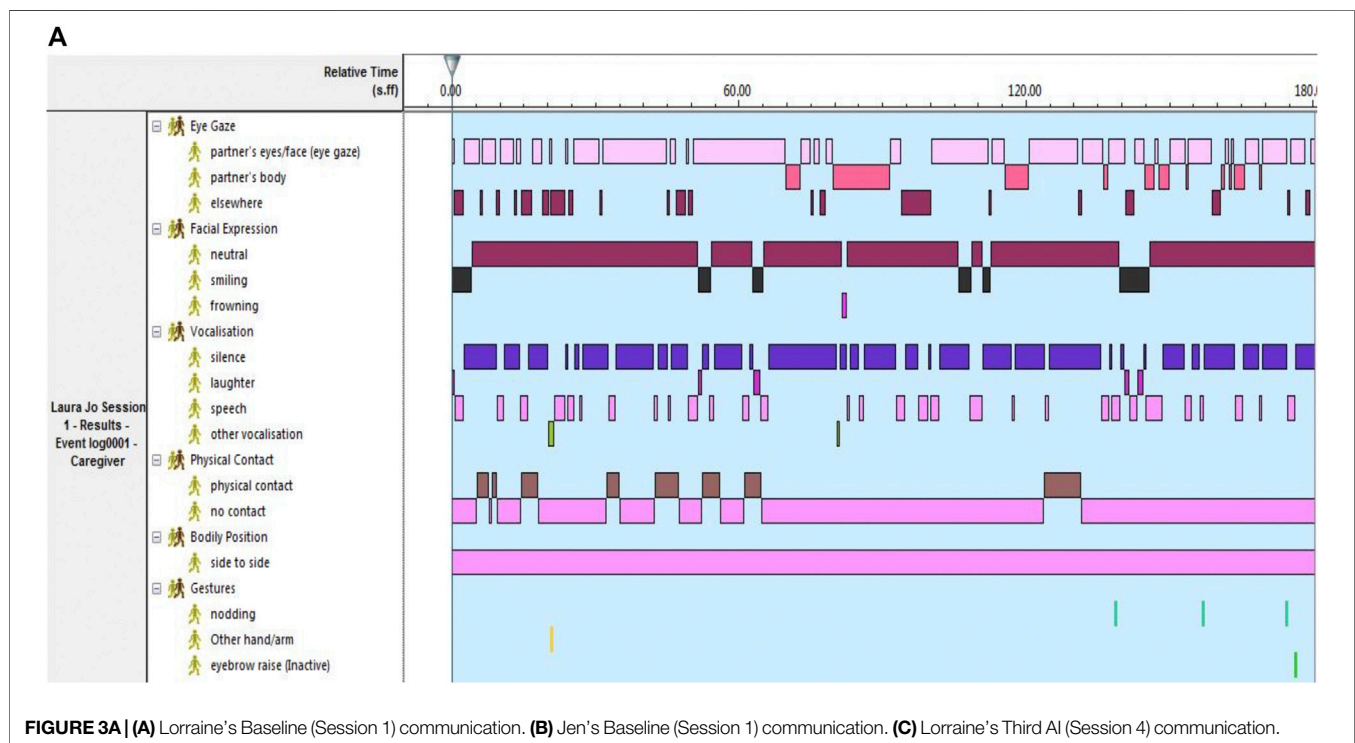 A
Relative Time
(s.ff)
0.00 60.00 120.00 180.0
Eye Gaze
partner's eyes/face (eye gaze)
partner's body
elsewhere
Facial Expression
neutral
smiling
frowning
Vocalisation
silence
laughter
speech
other vocalisation
Physical Contact
physical contact
no contact
Bodily Position
side to side
Gestures
nodding
Other hand/arm
eyebrow raise (Inactive)
Laura Jo Session
1 - Results -
Event log0001 -
Caregiver
FIGURE 3A | (A) Lorraine's Baseline (Session 1) communication. (B) Jen's Baseline (Session 1) communication. (C) Lorraine's Third AI (Session 4) communication.